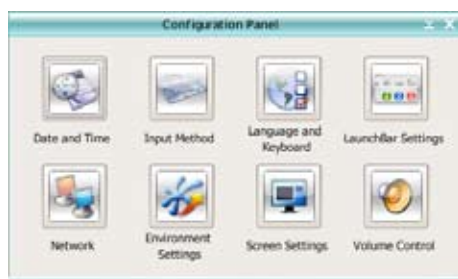 Configuration Panel
Date and Time
Input Method
Language and
Keyboard
LaunchBar Settings
Network
Environment
Settings
Screen Settings
Volume Control